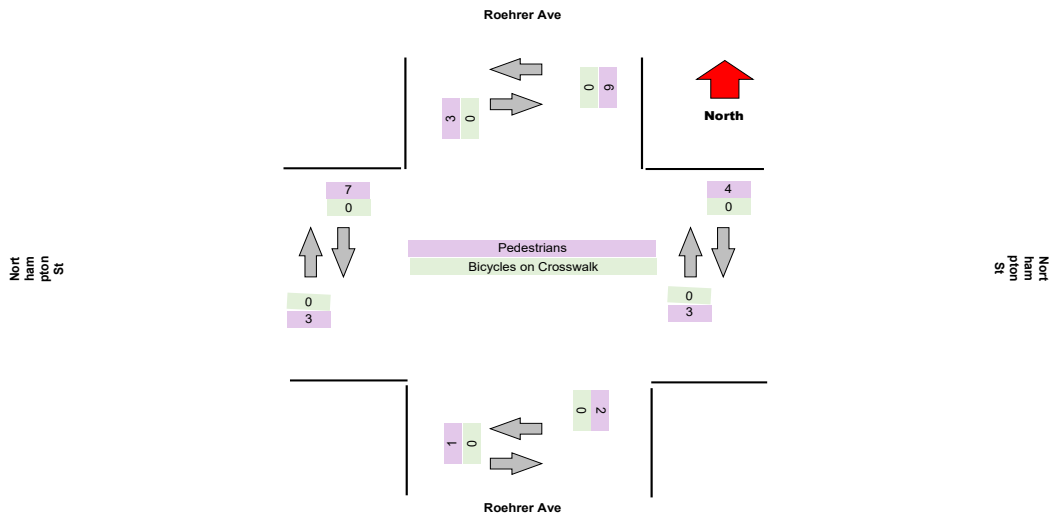 Roehrer Ave
0
6
3
0
North
7
0
4
0
Pedestrians
Bicycles on Crosswalk
Nort
ham
pton
St
Nort
ham
pton
St
0
3
0
3
0
2
1
0
Roehrer Ave